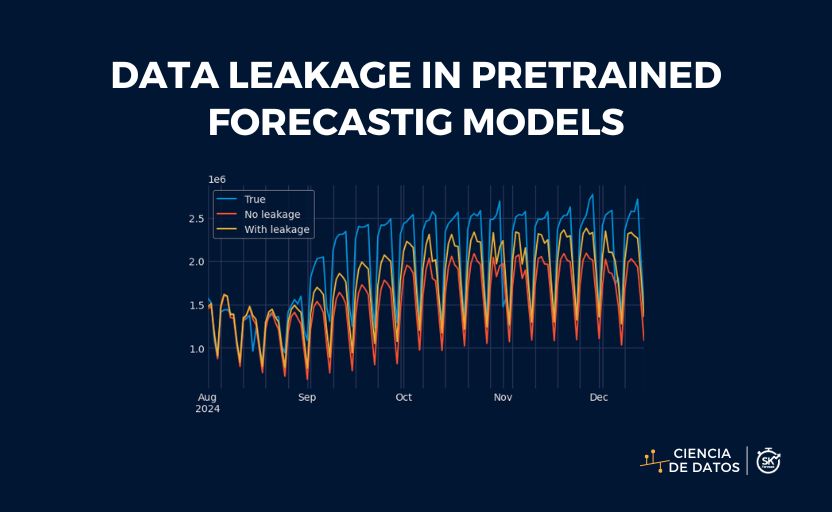 DATA LEAKAGE IN PRETRAINED
FORECASTIG MODELS
1e6
True
No leakage
With leakage
2.5
2.0
1.5
1.0
Aug
2024
Sep
Oct
Nov
Dec
CIENCIA
DE DATOS
SK